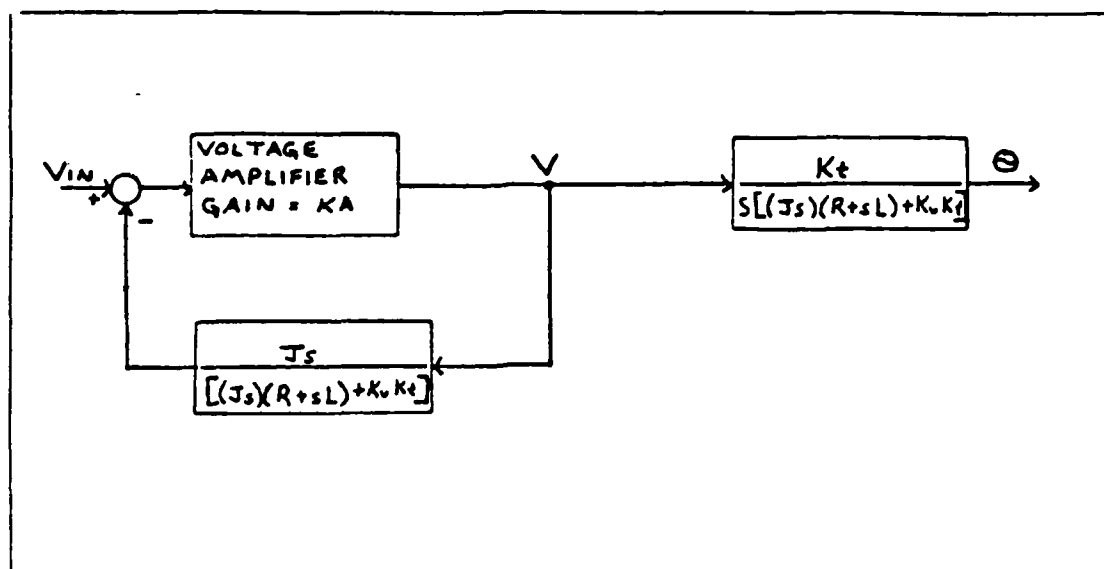 VIN
+
-
VOLTAGE
AMPLIFIER
GAIN = KA
V
Kt
S[(Js)(R+sL)+KvKt]
Θ
Js
[(Js)(R+sL)+KvKt]